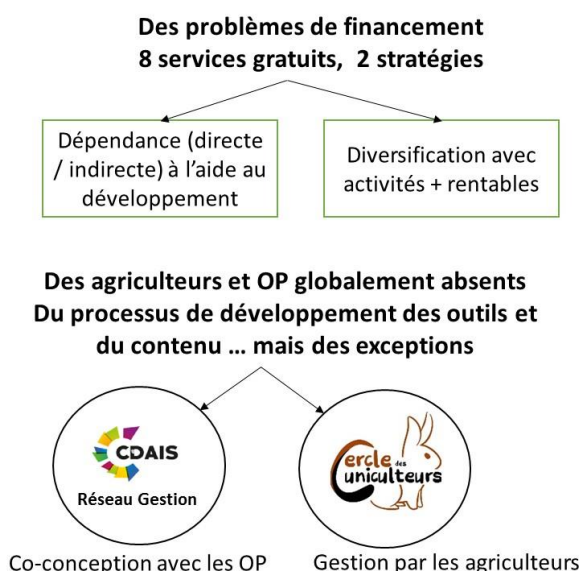 Des problèmes de financement
8 services gratuits, 2 stratégies
Dépendance (directe
/ indirecte) à l'aide au
développement
Diversification avec
activités + rentables
Des agriculteurs et OP globalement absents
Du processus de développement des outils et
du contenu ... mais des exceptions
CDAIS
Réseau Gestion
Cercle des
Cuniculteurs
Co-conception avec les OP
Gestion par les agriculteurs